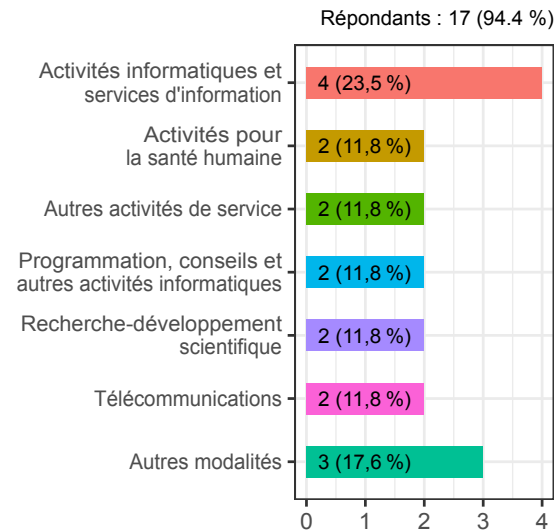 Répondants : 17 (94.4 %)
Activités informatiques et
services d'information
4 (23,5 %)
Activités pour
la santé humaine
2 (11,8 %)
Autres activités de service
2 (11,8 %)
Programmation, conseils et
autres activités informatiques
2 (11,8 %)
Recherche-développement
scientifique
2 (11,8 %)
Télécommunications
2 (11,8 %)
Autres modalités
3 (17,6 %)
0 1 2 3 4